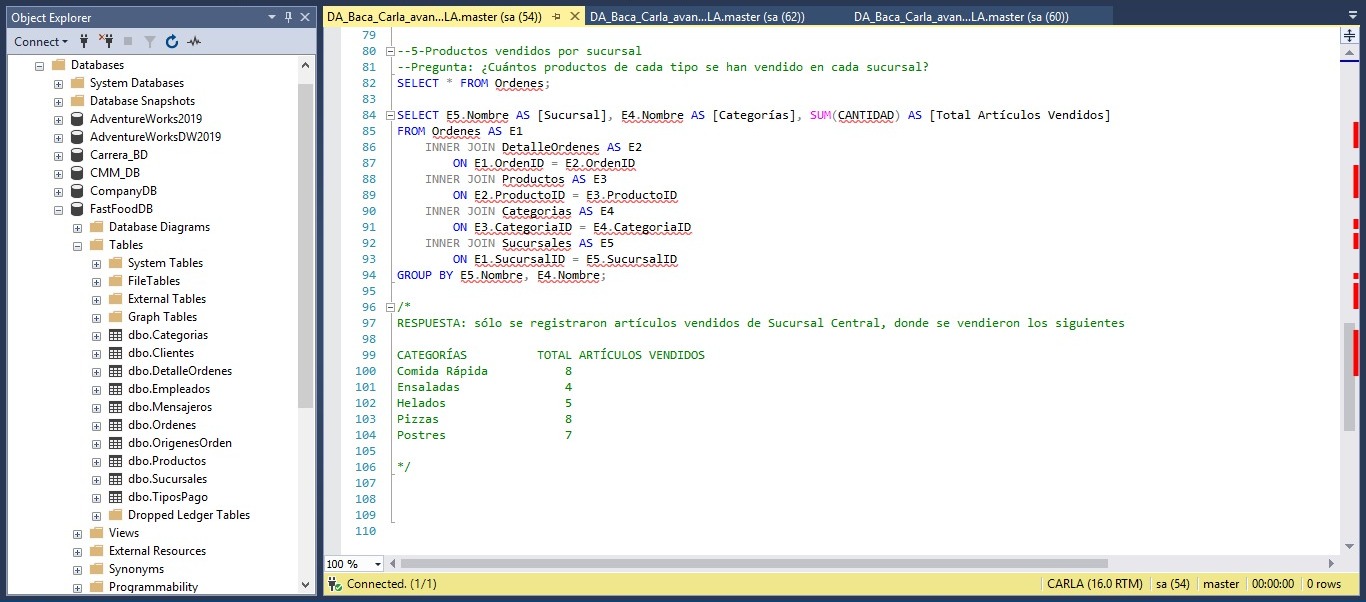 Object Explorer
Connect
Databases
System Databases
Database Snapshots
AdventureWorks2019
AdventureWorksDW2019
Carrera_BD
CMM_DB
CompanyDB
FastFoodDB
Database Diagrams
Tables
System Tables
FileTables
External Tables
Graph Tables
dbo.Categorias
dbo.Clientes
dbo.DetalleOrdenes
dbo.Empleados
dbo.Mensajeros
dbo.Ordenes
dbo.OrigenesOrden
dbo.Productos
dbo.Sucursales
dbo.TiposPago
Dropped Ledger Tables
Views
External Resources
Synonyms
Programmability
DA_Baca_Carla_avan...LA.master (sa (54)) DA_Baca_Carla_avan...LA.master (sa (62)) DA_Baca_Carla_avan...LA.master (sa (60))
79
80 --5-Productos vendidos por sucursal
81 --Pregunta: ¿Cuántos productos de cada tipo se han vendido en cada sucursal?
82 SELECT * FROM Ordenes;
83
84 SELECT E5.Nombre AS [Sucursal], E4.Nombre AS [Categorías], SUM(CANTIDAD) AS [Total Artículos Vendidos]
85 FROM Ordenes AS E1
86 INNER JOIN DetalleOrdenes AS E2
87 ON E1.OrdenID = E2.OrdenID
88 INNER JOIN Productos AS E3
89 ON E2.ProductoID = E3.ProductoID
90 INNER JOIN Categorias AS E4
91 ON E3.CategoriaID = E4.CategoriaID
92 INNER JOIN Sucursales AS E5
93 ON E1.SucursalID = E5.SucursalID
94 GROUP BY E5.Nombre, E4.Nombre;
95
96 /*
97 RESPUESTA: sólo se registraron artículos vendidos de Sucursal Central, donde se vendieron los siguientes
98
99 CATEGORÍAS TOTAL ARTÍCULOS VENDIDOS
100 Comida Rápida 8
101 Ensaladas 4
102 Helados 5
103 Pizzas 8
104 Postres 7
105
106 */
107
108
109
110
100 %
Connected. (1/1) CARLA (16.0 RTM) sa (54) master 00:00:00 0 rows